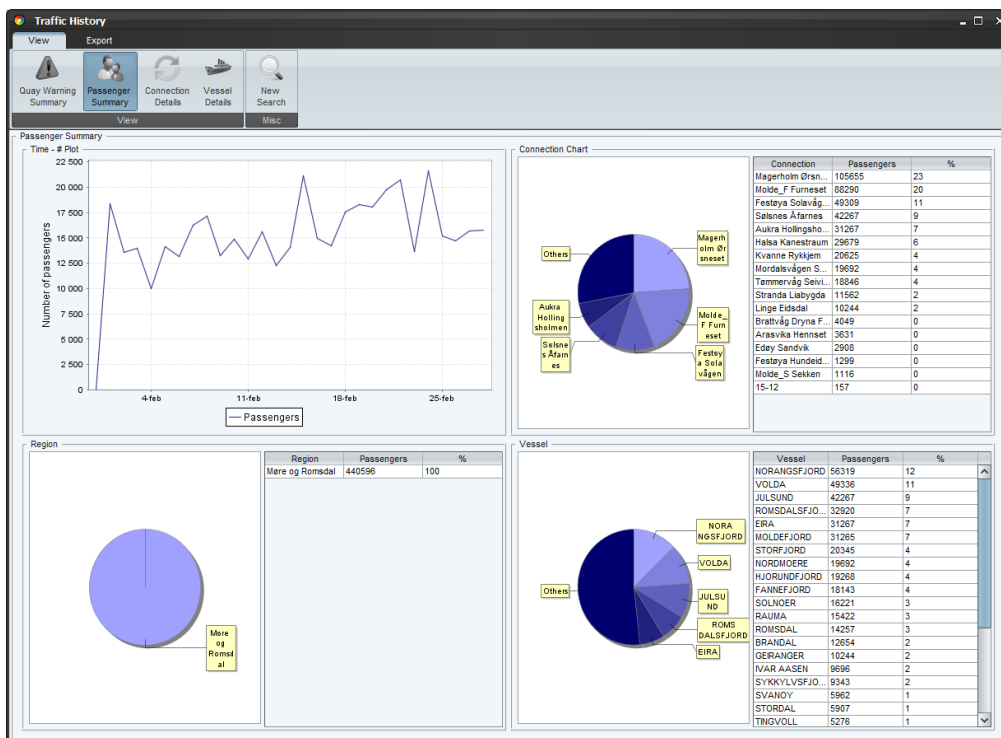 Traffic History
View Export
Quay Warning Summary
Passenger Summary
Connection Details
Vessel Details
New Search
View
Misc
Passenger Summary
Time - # Plot
Number of passengers
22 500
20 000
17 500
15 000
12 500
10 000
7 500
5 000
2 500
0
4-feb 11-feb 18-feb 25-feb
Passengers
Connection Chart
Magerh
olm Ør
sneset
Others
Aukra
Holling
sholmen
Solsne
s Åfarn
es
Molde_
F Furn
eset
Festøy
a Sola
vågen
Connection Passengers %
Magerholm Ørsn... 105655 23
Molde_F Furneset 88290 20
Festøya Solavåg... 49309 11
Sølsnes Åfarnes 42267 9
Aukra Hollingsho... 31267 7
Halsa Kanestraum 29679 6
Kvanne Rykkjem 20625 4
Mordalsvågen S... 19692 4
Tømmervåg Seivi... 18846 4
Stranda Liabygda 11562 2
Linge Eidsdal 10244 2
Brattvåg Dryna F... 4049 0
Arasvika Hennset 3631 0
Edøy Sandvik 2908 0
Festøya Hundeid... 1299 0
Molde_S Sekken 1116 0
15-12 157 0
Region
Møre
og
Romsd
al
Region Passengers %
Møre og Romsdal 440596 100
Vessel
NORA
NGSFJORD
VOLDA
Others
JULSU
ND
ROMS
DALSFJORD
EIRA
Vessel Passengers %
NORANGSFJORD 56319 12
VOLDA 49336 11
JULSUND 42267 9
ROMSDALSFJO... 32920 7
EIRA 31267 7
MOLDEFJORD 31265 7
STORFJORD 20345 4
NORDMOERE 19692 4
HJORUNDFJORD 19268 4
FANNEFJORD 18143 4
SOLNOER 16221 3
RAUMA 15422 3
ROMSDAL 14257 3
BRANDAL 12654 2
GEIRANGER 10244 2
IVAR AASEN 9696 2
SYKKYLVSFJO... 9343 2
SVANOY 5962 1
STORDAL 5907 1
TINGVOLL 5276 1